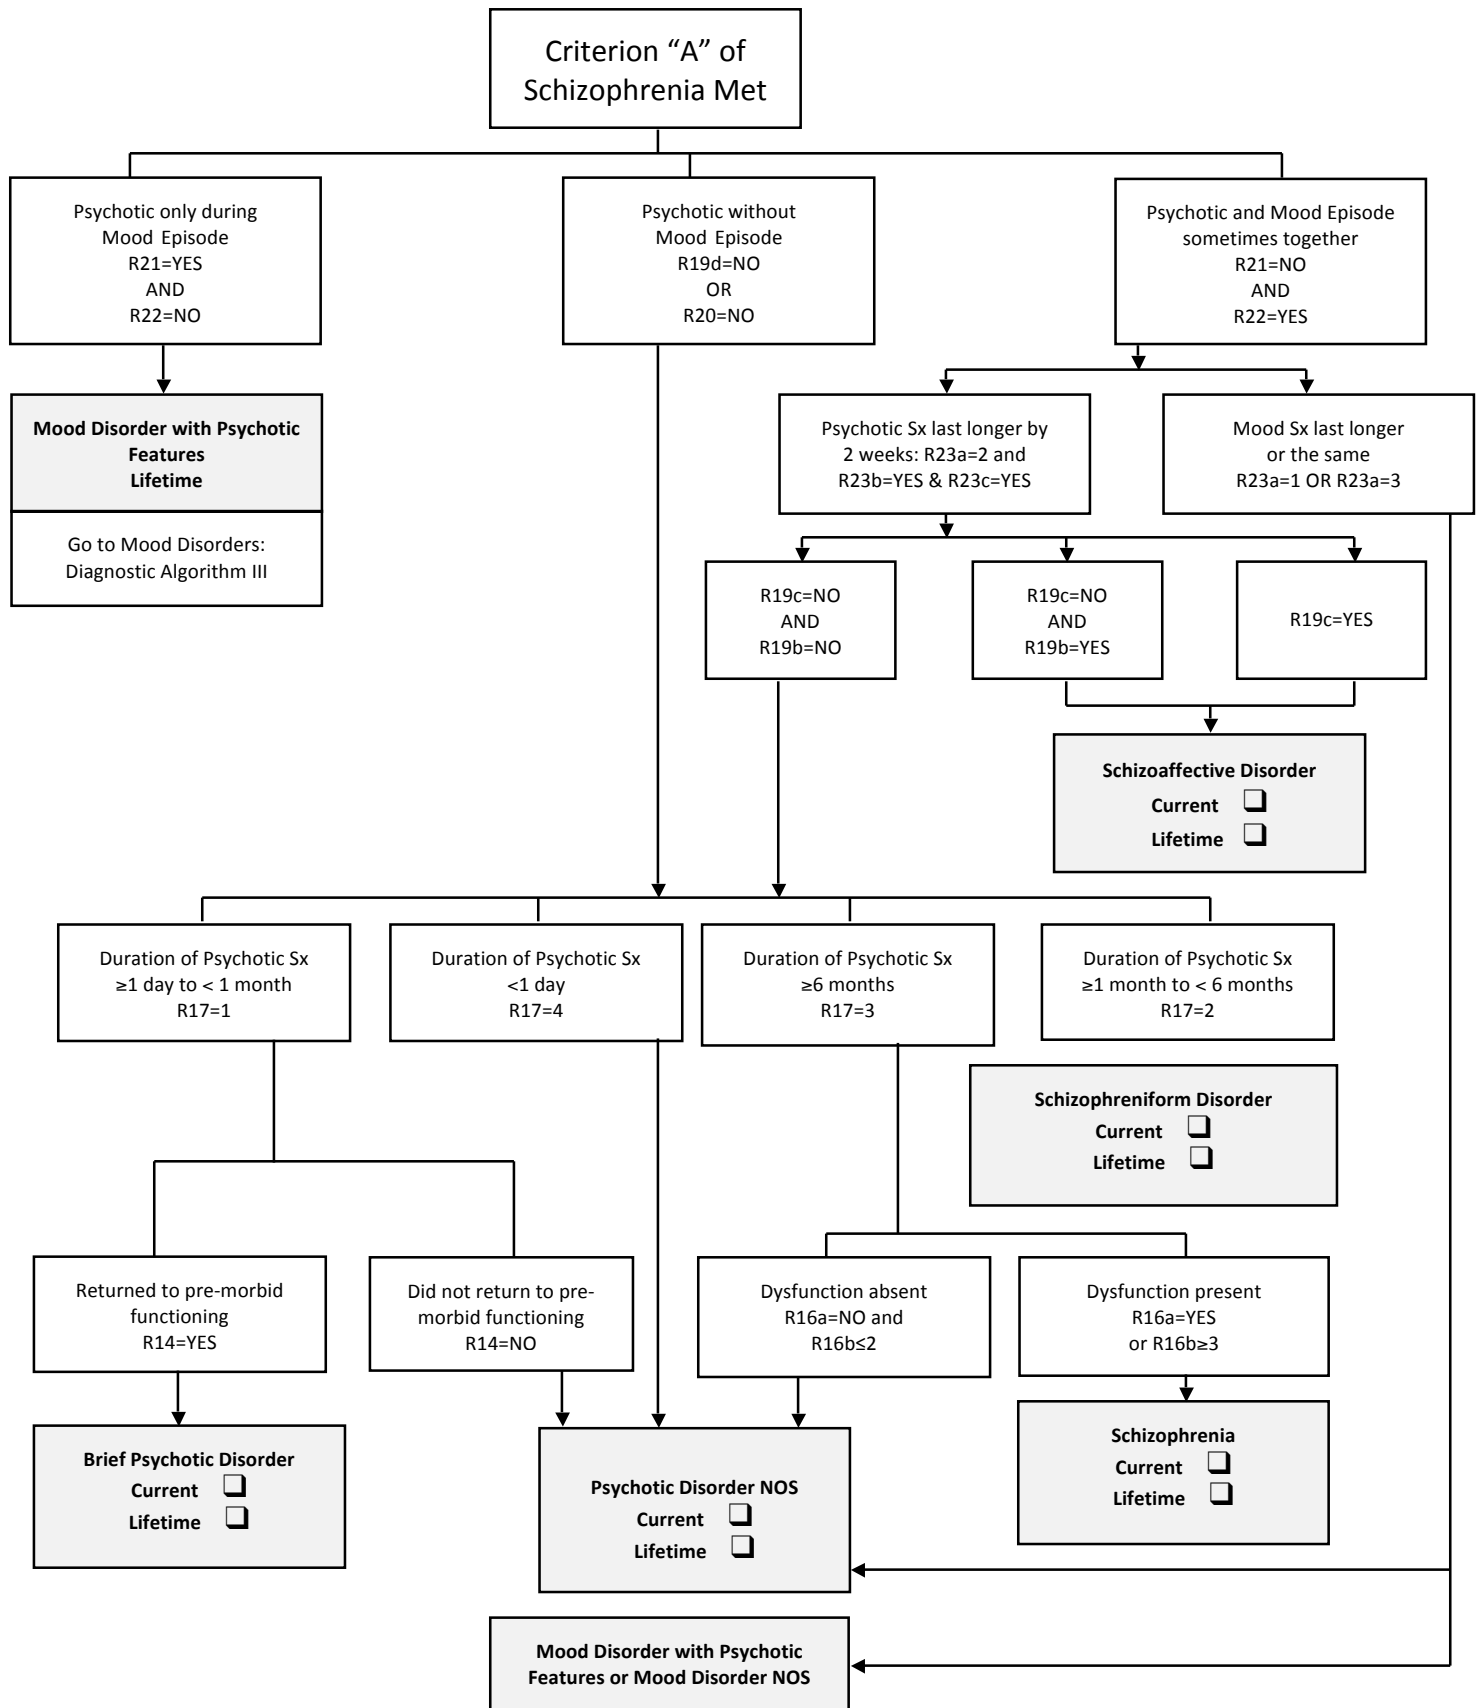 Criterion “A” of
Schizophrenia Met
Psychotic only during
Mood Episode
R21=YES
AND
R22=NO
Psychotic without
Mood Episode
R19d=NO
OR
R20=NO
Psychotic and Mood Episode
sometimes together
R21=NO
AND
R22=YES
Mood Disorder with Psychotic
Features
Lifetime
Go to Mood Disorders:
Diagnostic Algorithm III
Psychotic Sx last longer by
2 weeks: R23a=2 and
R23b=YES & R23c=YES
Mood Sx last longer
or the same
R23a=1 OR R23a=3
R19c=NO
AND
R19b=NO
R19c=NO
AND
R19b=YES
R19c=YES
Schizoaffective Disorder
Current ❑
Lifetime ❑
Duration of Psychotic Sx
≥1 day to < 1 month
R17=1
Duration of Psychotic Sx
<1 day
R17=4
Duration of Psychotic Sx
≥6 months
R17=3
Duration of Psychotic Sx
≥1 month to < 6 months
R17=2
Schizophreniform Disorder
Current ❑
Lifetime ❑
Returned to pre-morbid
functioning
R14=YES
Did not return to pre-
morbid functioning
R14=NO
Dysfunction absent
R16a=NO and
R16b≤2
Dysfunction present
R16a=YES
or R16b≥3
Brief Psychotic Disorder
Current ❑
Lifetime ❑
Psychotic Disorder NOS
Current ❑
Lifetime ❑
Schizophrenia
Current ❑
Lifetime ❑
Mood Disorder with Psychotic
Features or Mood Disorder NOS